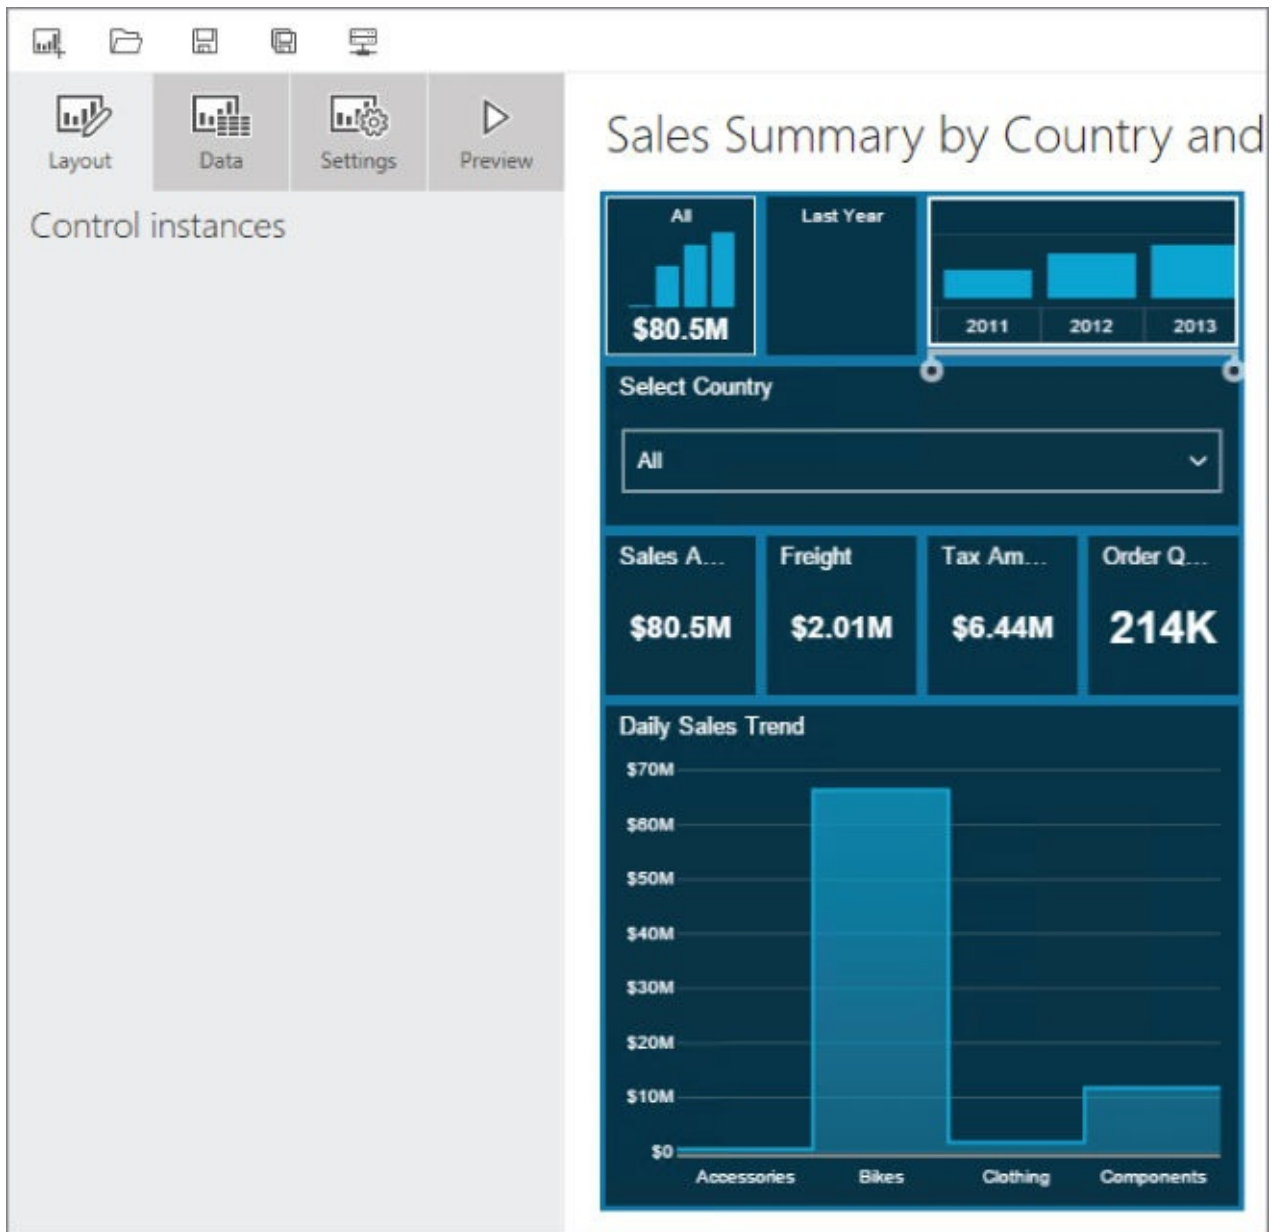 Layout
Data
Settings
Preview
Control instances
Sales Summary by Country and
All
$80.5M
Last Year
2011 2012 2013
Select Country
All
Sales A...
$80.5M
Freight
$2.01M
Tax Am...
$6.44M
Order Q...
214K
Daily Sales Trend
$70M
$60M
$50M
$40M
$30M
$20M
$10M
$0
Accessories Bikes Clothing Components